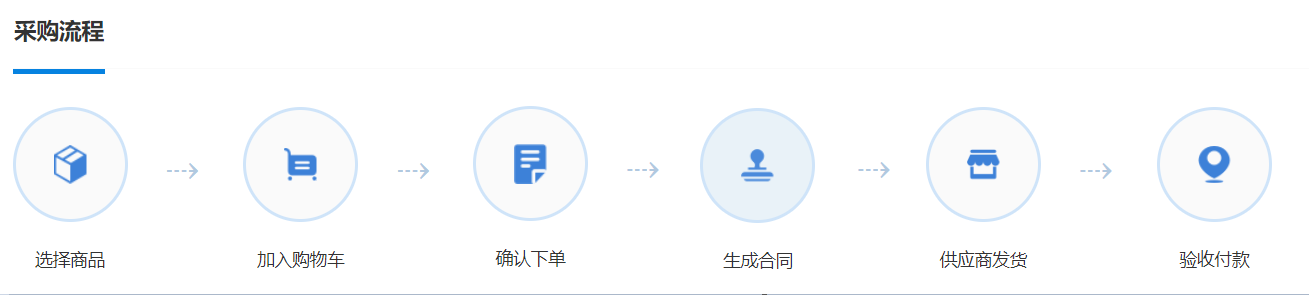 采购流程
选择商品
加入购物车
确认下单
生成合同
供应商发货
验收付款